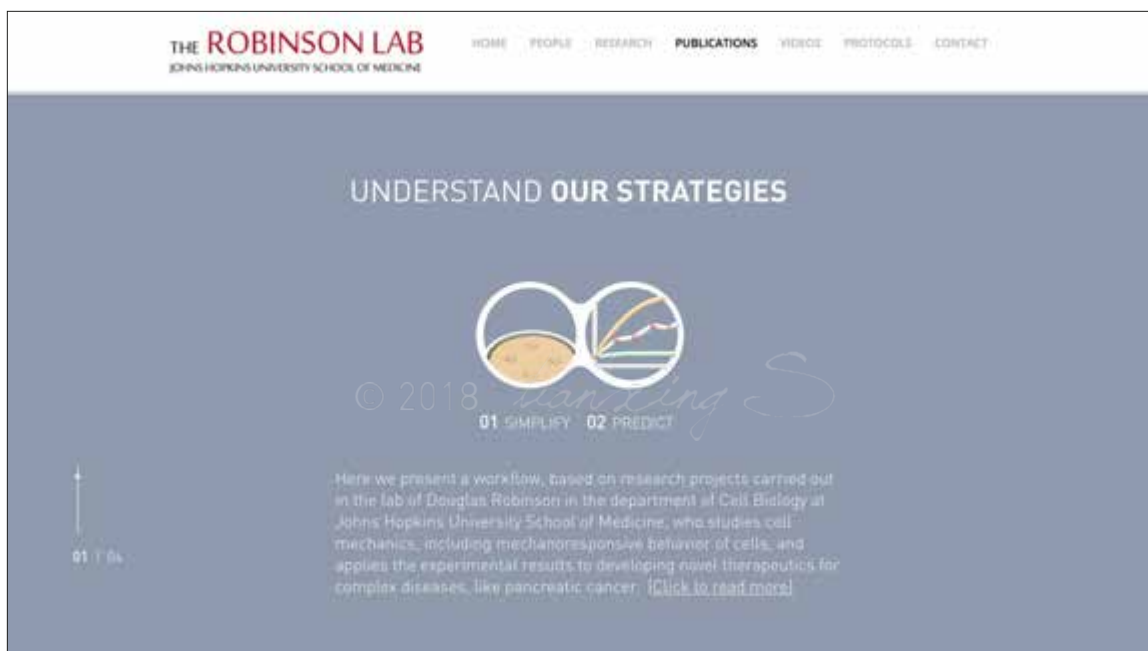 THE ROBINSON LAB
JOHNS HOPKINS UNIVERSITY SCHOOL OF MEDICINE
HOME PEOPLE RESEARCH PUBLICATIONS VIDEOS PROTOCOLS CONTACT
UNDERSTAND OUR STRATEGIES
© 2018
01 SIMPLIFY 02 PREDICT
Here we present a workflow, based on research projects carried out
in the lab of Douglas Robinson in the department of Cell Biology at
Johns Hopkins University School of Medicine, who studies cell
mechanics, including mechanoresponsive behavior of cells, and
applies the experimental results to developing novel therapeutics for
complex diseases, like pancreatic cancer. [Click to read more]
01 | 04